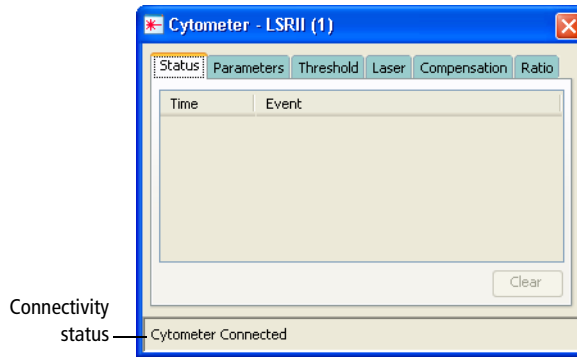 Cytometer - LSRII (1)
Status Parameters Threshold Laser Compensation Ratio
Time Event
Clear
Connectivity
status
Cytometer Connected